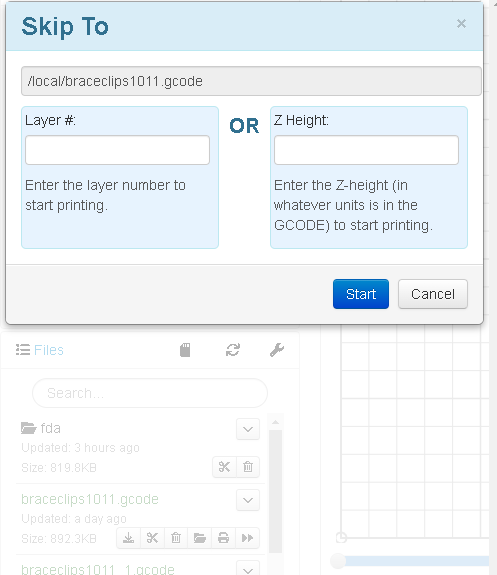 Skip To
×
/local/braceclips1011.gcode
Layer #:
OR
Z Height:
Enter the layer number to
start printing.
Enter the Z-height (in
whatever units is in the
GCODE) to start printing.
Start
Cancel
Files
Search...
fda
Updated: 3 hours ago
Size: 819.8KB
braceclips1011.gcode
Updated: a day ago
Size: 892.3KB
braceclips1011_1.gcode